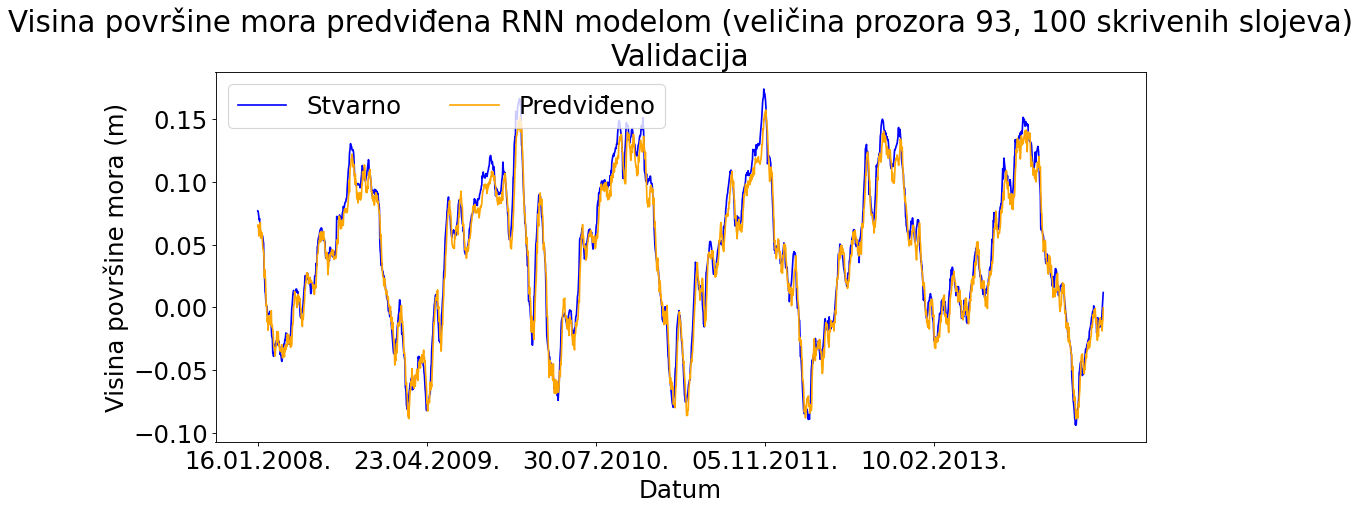 Visina površine mora predviđena RNN modelom (veličina prozora 93, 100 skrivenih slojeva)
Validacija
Stvarno Predviđeno
Visina površine mora (m)
0.15
0.10
0.05
0.00
−0.05
−0.10
16.01.2008. 23.04.2009. 30.07.2010. 05.11.2011. 10.02.2013.
Datum